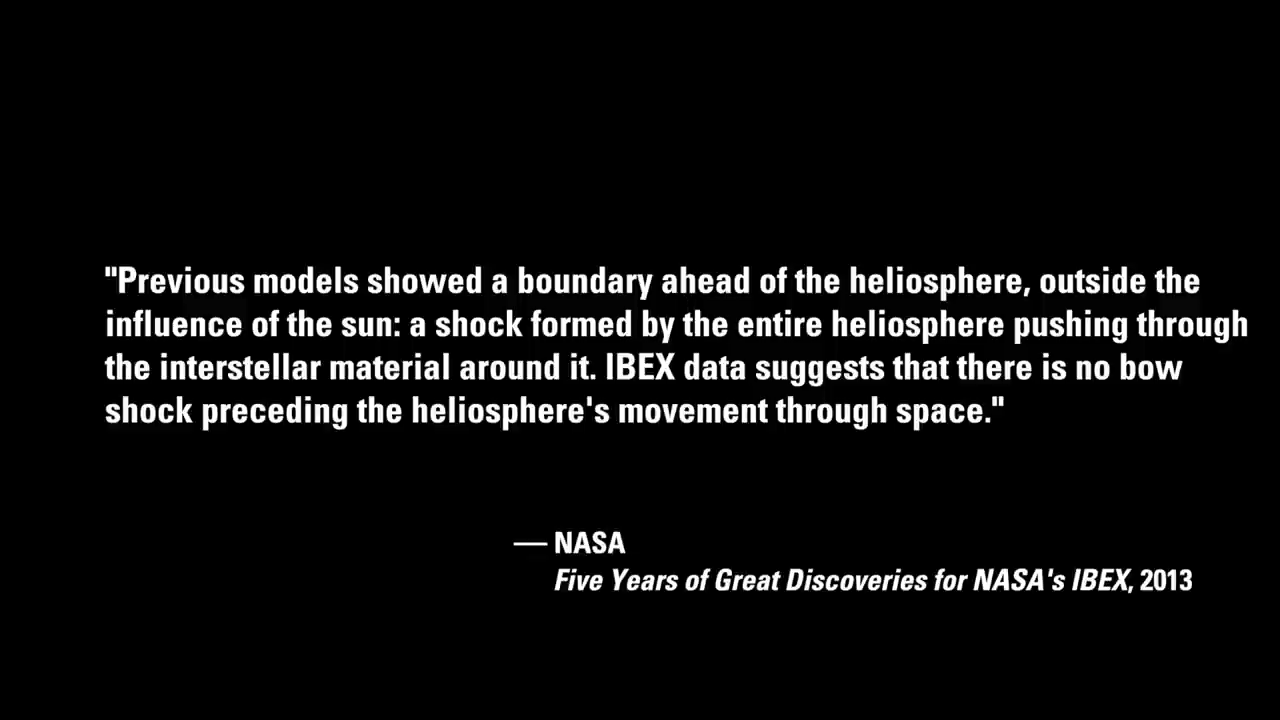 "Previous models showed a boundary ahead of the heliosphere, outside the
influence of the sun: a shock formed by the entire heliosphere pushing through
the interstellar material around it. IBEX data suggests that there is no bow
shock preceding the heliosphere's movement through space."
— NASA
Five Years of Great Discoveries for NASA's IBEX, 2013